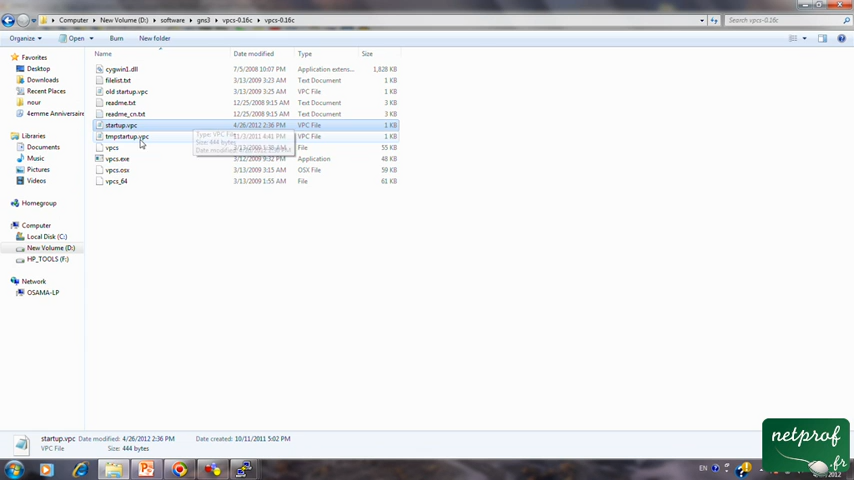 Computer ▸ New Volume (D:) ▸ software ▸ gns3 ▸ vpcs-0.16c ▸ vpcs-0.16c
Search vpcs-0.16c
Organize Open Burn New folder
Name Date modified Type Size
Favorites
Desktop
Downloads
Recent Places
nour
4emme Anniversaire
Libraries
Documents
Music
Pictures
Videos
Homegroup
Computer
Local Disk (C:)
New Volume (D:)
HP_TOOLS (F:)
Network
OSAMA-LP
cygwin1.dll 7/5/2008 10:07 PM Application extens... 1,828 KB
filelist.txt 3/13/2009 3:23 AM Text Document 1 KB
old startup.vpc 3/13/2009 3:25 AM VPC File 1 KB
readme.txt 12/25/2008 9:15 AM Text Document 1 KB
readme_cn.txt 12/25/2008 9:15 AM Text Document 1 KB
startup.vpc 4/26/2012 2:36 PM VPC File 1 KB
tmpstartup.vpc 11/3/2011 4:41 PM VPC File 1 KB
vpcs File 55 KB
vpcs.exe 3/12/2009 9:32 PM Application 48 KB
vpcs.osx 3/13/2009 1:50 AM OSX File 59 KB
vpcs_64 3/13/2009 1:55 AM File 61 KB
Type: VPC File
Size: 444 bytes
startup.vpc Date modified: 4/26/2012 2:36 PM Date created: 10/11/2011 5:02 PM
VPC File Size: 444 bytes
EN
netprof
.fr